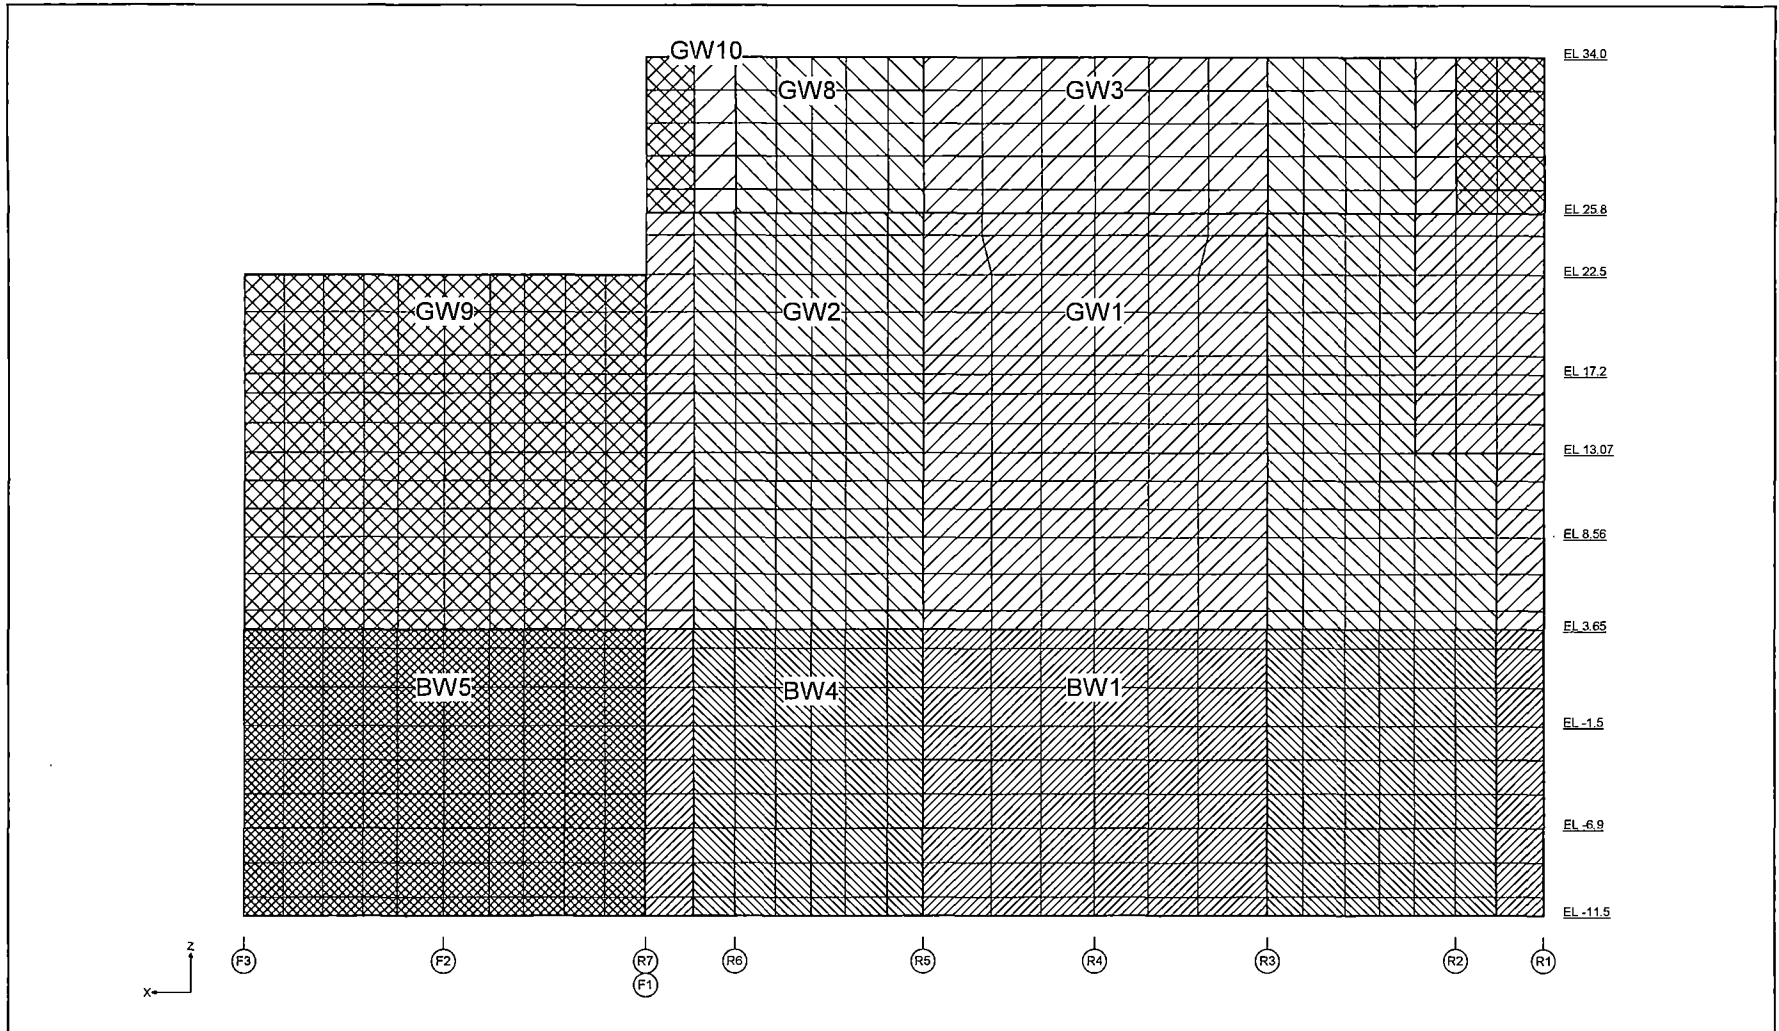 GW10
EL 34.0
GW8
GW3
EL 25.8
EL 22.5
GW9
GW2
GW1
EL 17.2
EL 13.07
EL 8.56
EL 3.65
BW5
BW4
BW1
EL -1.5
EL -6.9
EL -11.5
Z
X
F3
F2
R7
R6
R5
R4
R3
R2
R1
F1